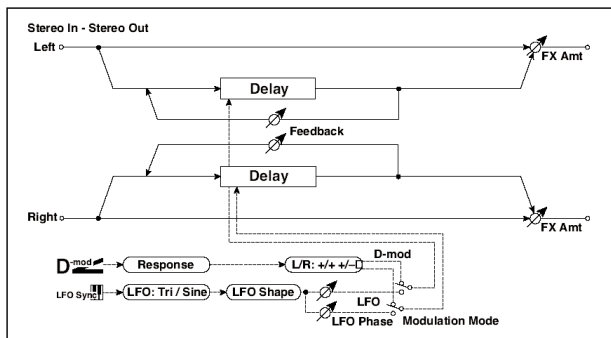 Stereo In - Stereo Out
Left
FX Amt
Delay
Feedback
Delay
Right
FX Amt
D-mod
Response
L/R: +/+ +/–
D-mod
LFO Sync
LFO: Tri / Sine
LFO Shape
LFO
LFO Phase
Modulation Mode